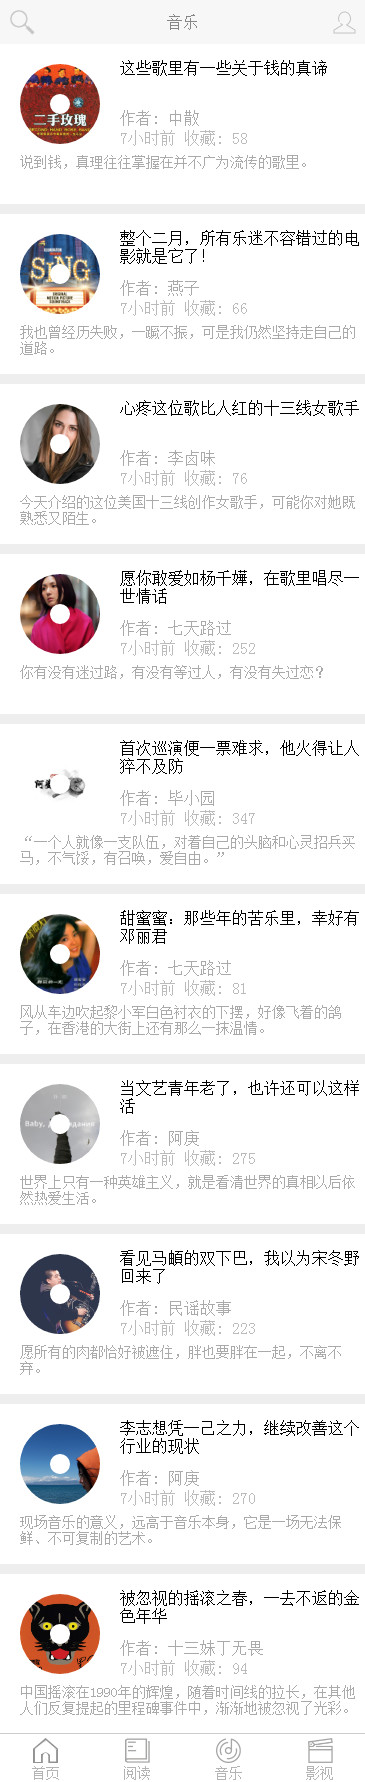 音乐
这些歌里有一些关于钱的真谛
二手玫瑰
作者: 中散
7小时前 收藏: 58
说到钱，真理往往掌握在并不广为流传的歌里。
整个二月，所有乐迷不容错过的电
影就是它了!
SING
作者: 燕子
7小时前 收藏: 66
我也曾经历失败，一蹶不振，可是我仍然坚持走自己的
道路。
心疼这位歌比人红的十三线女歌手
作者: 李卤味
7小时前 收藏: 76
今天介绍的这位美国十三线创作女歌手，可能你对她既
熟悉又陌生。
愿你敢爱如杨千嬅，在歌里唱尽一
世情话
作者: 七天路过
7小时前 收藏: 252
你有没有迷过路，有没有等过人，有没有失过恋？
首次巡演便一票难求，他火得让人
猝不及防
作者: 毕小园
7小时前 收藏: 347
“一个人就像一支队伍，对着自己的头脑和心灵招兵买
马，不气馁，有召唤，爱自由。”
甜蜜蜜: 那些年的苦乐里，幸好有
邓丽君
作者: 七天路过
7小时前 收藏: 81
风从车边吹起黎小军白色衬衣的下摆，好像飞着的鸽
子，在香港的大街上还有那么一抹温情。
当文艺青年老了，也许还可以这样
活
作者: 阿庚
7小时前 收藏: 275
世界上只有一种英雄主义，就是看清世界的真相以后依
然热爱生活。
看见马頔的双下巴，我以为宋冬野
回来了
作者: 民谣故事
7小时前 收藏: 223
愿所有的肉都恰好被遮住，胖也要胖在一起，不离不
弃。
李志想凭一己之力，继续改善这个
行业的现状
作者: 阿庚
7小时前 收藏: 270
现场音乐的意义，远高于音乐本身，它是一场无法保
鲜、不可复制的艺术。
被忽视的摇滚之春，一去不返的金
色年华
作者: 十三妹丁无畏
7小时前 收藏: 94
中国摇滚在1990年的辉煌，随着时间线的拉长，在其他
人们反复提起的里程碑事件中，渐渐地被忽视了光彩。
首页 阅读 音乐 影视